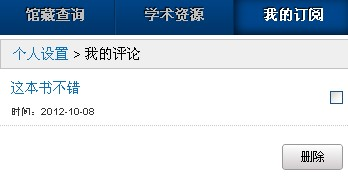 馆藏查询 学术资源 我的订阅
个人设置 > 我的评论
这本书不错
时间：2012-10-08
删除